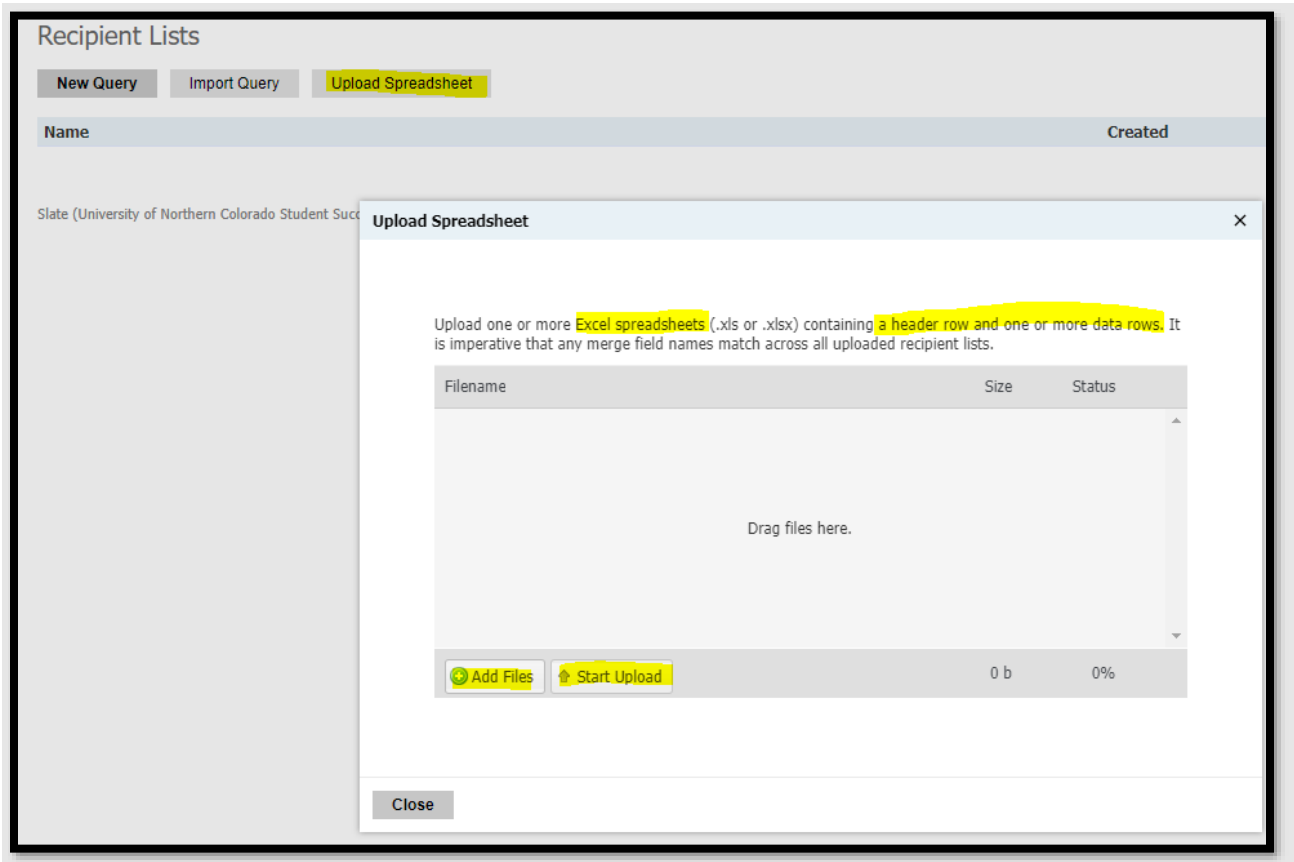 Recipient Lists
New Query Import Query Upload Spreadsheet
Name Created
Slate (University of Northern Colorado Student Succ
Upload Spreadsheet ×
Upload one or more Excel spreadsheets (.xls or .xlsx) containing a header row and one or more data rows. It
is imperative that any merge field names match across all uploaded recipient lists.
Filename Size Status
Drag files here.
Add Files Start Upload 0 b 0%
Close